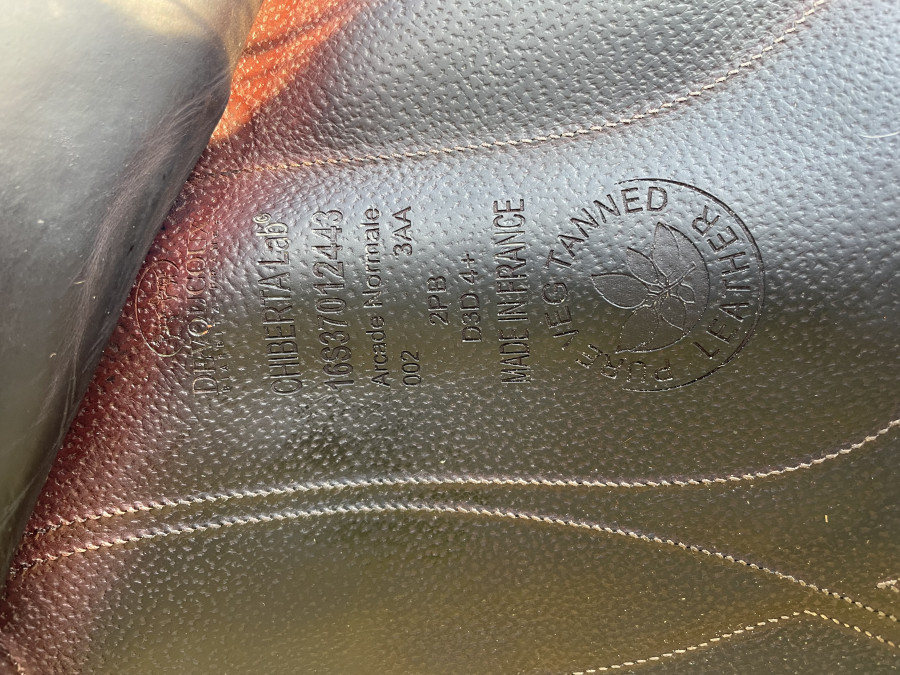 DEVOUCOUX
CHIBERTA Lab©
16S37012443
Arcade Normale
002 3AA
2PB
D3D 4+
MADE IN FRANCE
PURE VEG TANNED
LEATHER